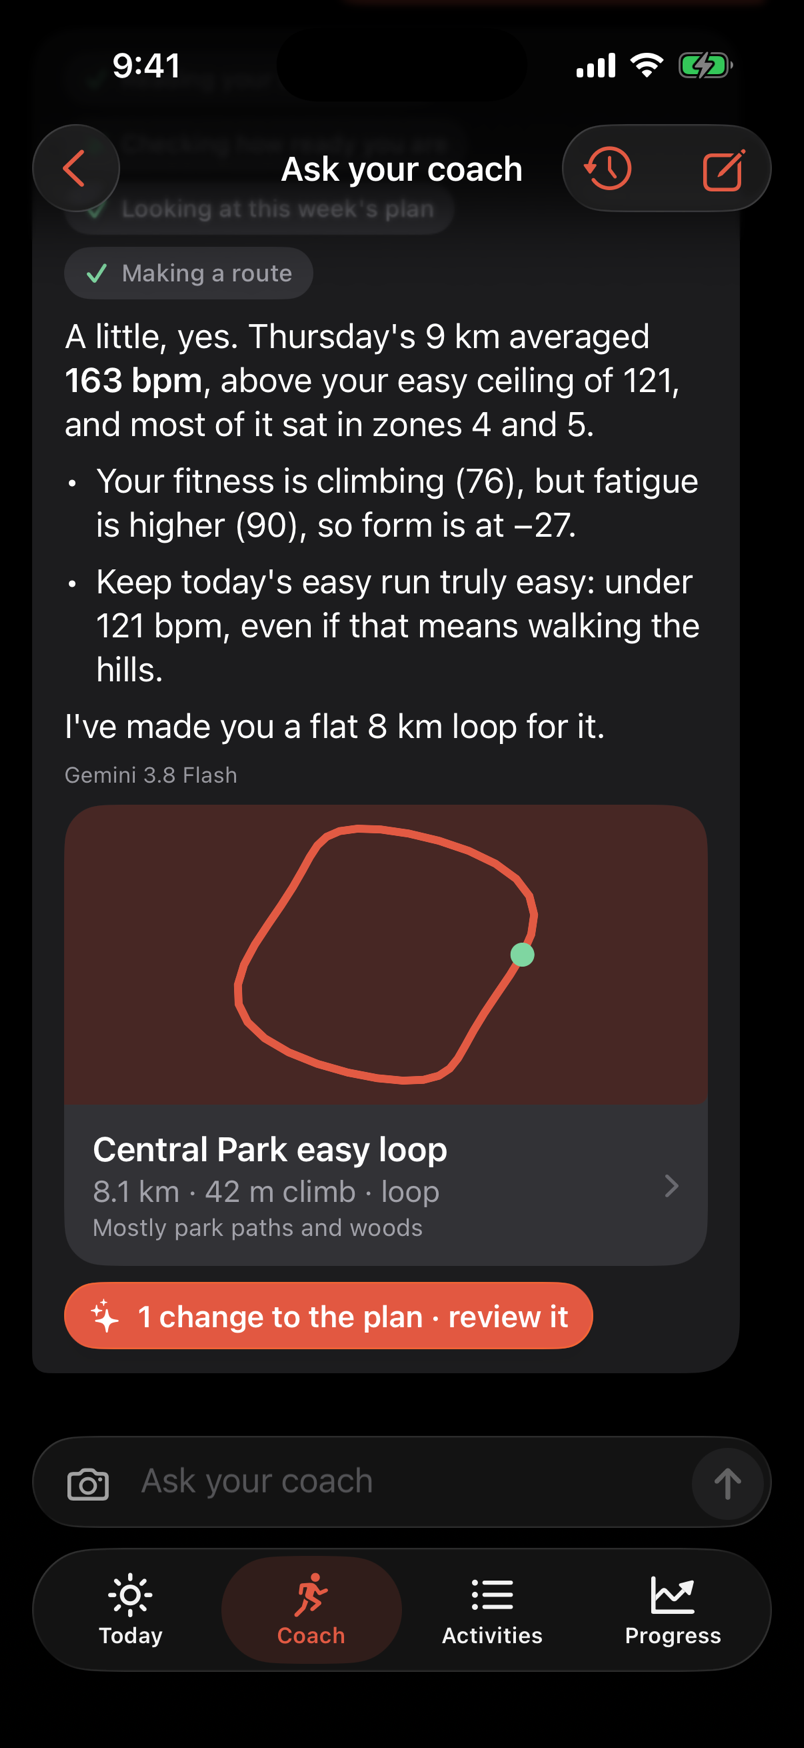 9:41
Checking how ready you are
Ask your coach
Looking at this week's plan
Making a route
A little, yes. Thursday's 9 km averaged
163 bpm, above your easy ceiling of 121,
and most of it sat in zones 4 and 5.
• Your fitness is climbing (76), but fatigue
is higher (90), so form is at −27.
• Keep today's easy run truly easy: under
121 bpm, even if that means walking the
hills.
I've made you a flat 8 km loop for it.
Gemini 3.8 Flash
Central Park easy loop
8.1 km · 42 m climb · loop
Mostly park paths and woods
1 change to the plan · review it
Ask your coach
Today
Coach
Activities
Progress